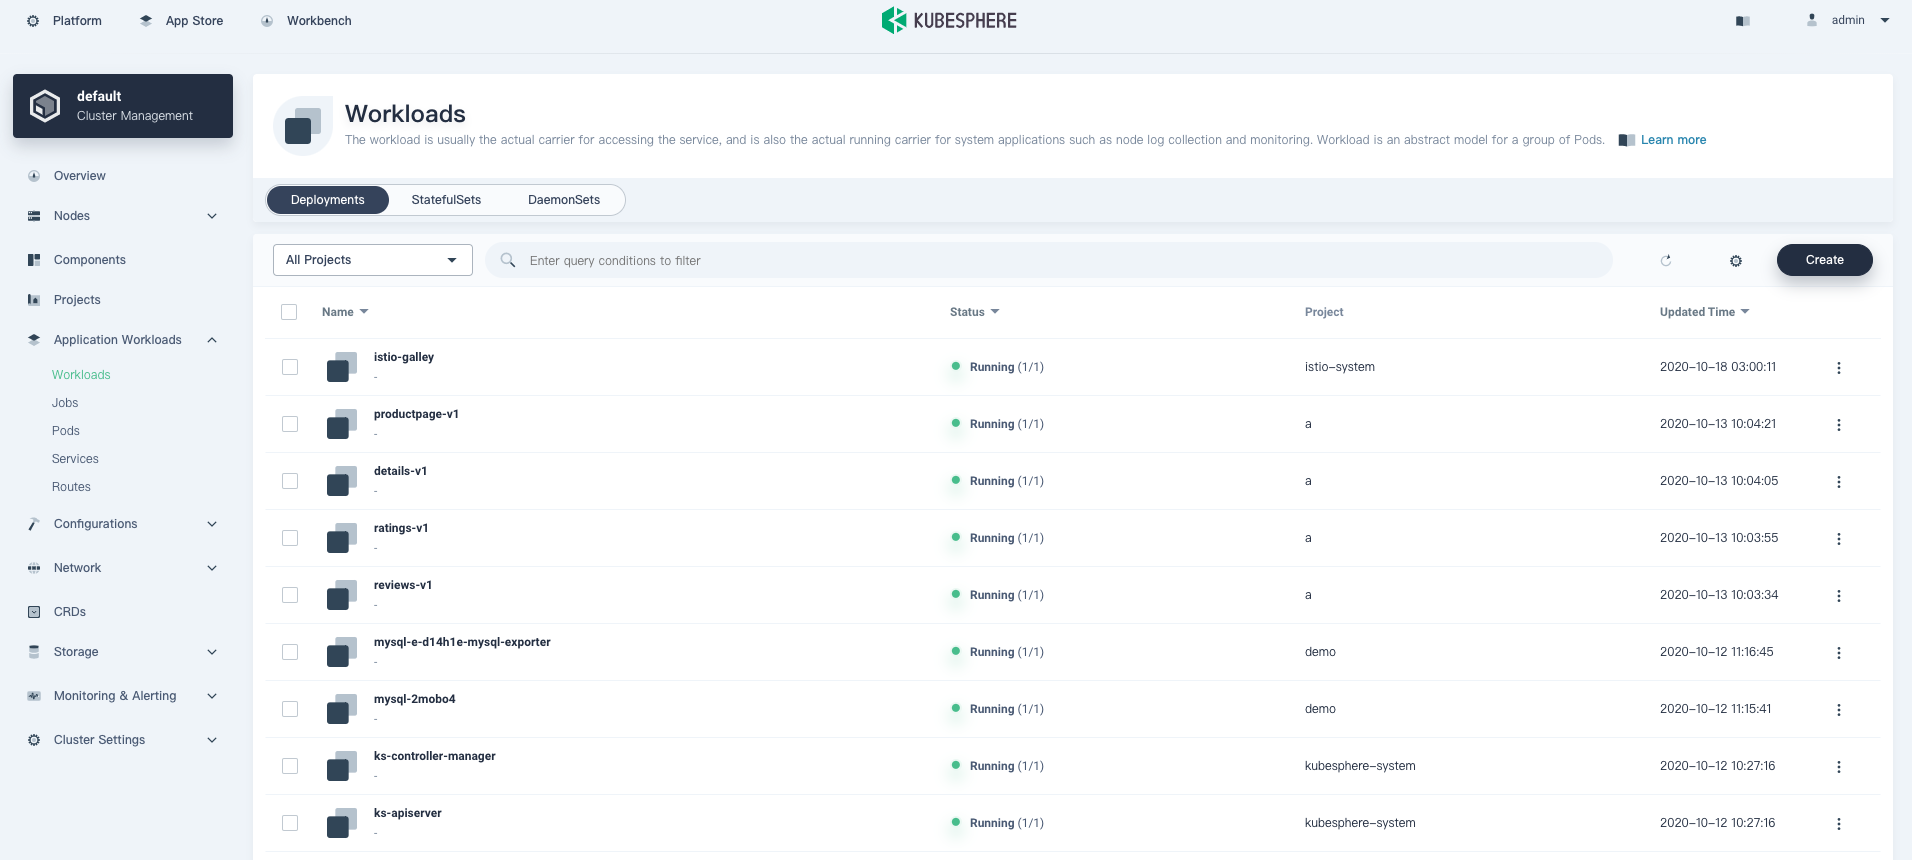 Platform App Store Workbench KUBESPHERE admin
default
Cluster Management
Overview
Nodes
Components
Projects
Application Workloads
Workloads
Jobs
Pods
Services
Routes
Configurations
Network
CRDs
Storage
Monitoring & Alerting
Cluster Settings
Workloads
The workload is usually the actual carrier for accessing the service, and is also the actual running carrier for system applications such as node log collection and monitoring. Workload is an abstract model for a group of Pods. Learn more
Deployments StatefulSets DaemonSets
All Projects Enter query conditions to filter Create
Name Status Project Updated Time
istio-galley
-
Running (1/1) istio-system 2020-10-18 03:00:11
productpage-v1
-
Running (1/1) a 2020-10-13 10:04:21
details-v1
-
Running (1/1) a 2020-10-13 10:04:05
ratings-v1
-
Running (1/1) a 2020-10-13 10:03:55
reviews-v1
-
Running (1/1) a 2020-10-13 10:03:34
mysql-e-d14h1e-mysql-exporter
-
Running (1/1) demo 2020-10-12 11:16:45
mysql-2mobo4
-
Running (1/1) demo 2020-10-12 11:15:41
ks-controller-manager
-
Running (1/1) kubesphere-system 2020-10-12 10:27:16
ks-apiserver
-
Running (1/1) kubesphere-system 2020-10-12 10:27:16